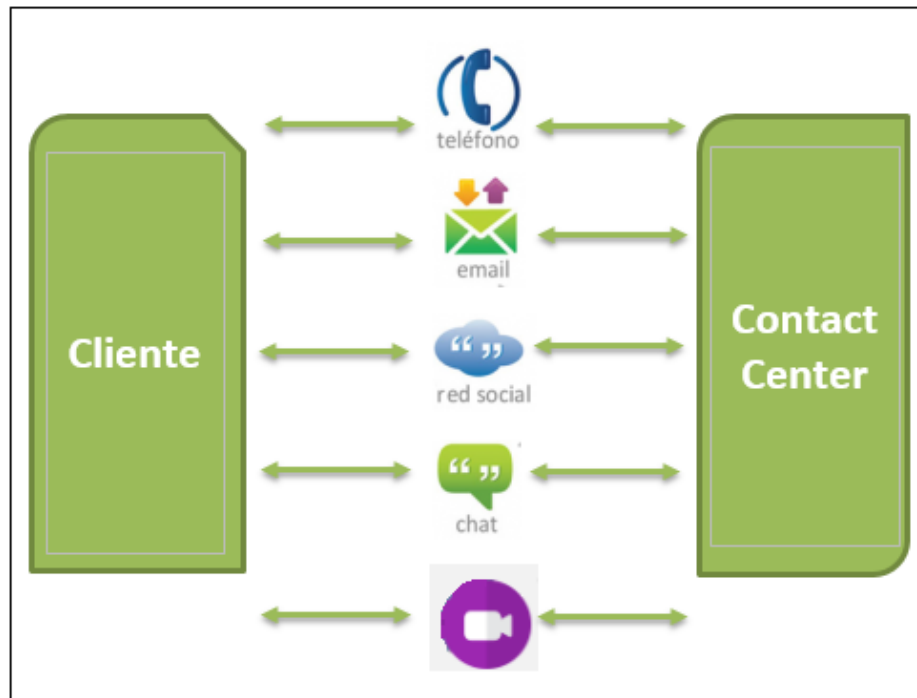 teléfono
email
Cliente
Contact
Center
red social
chat